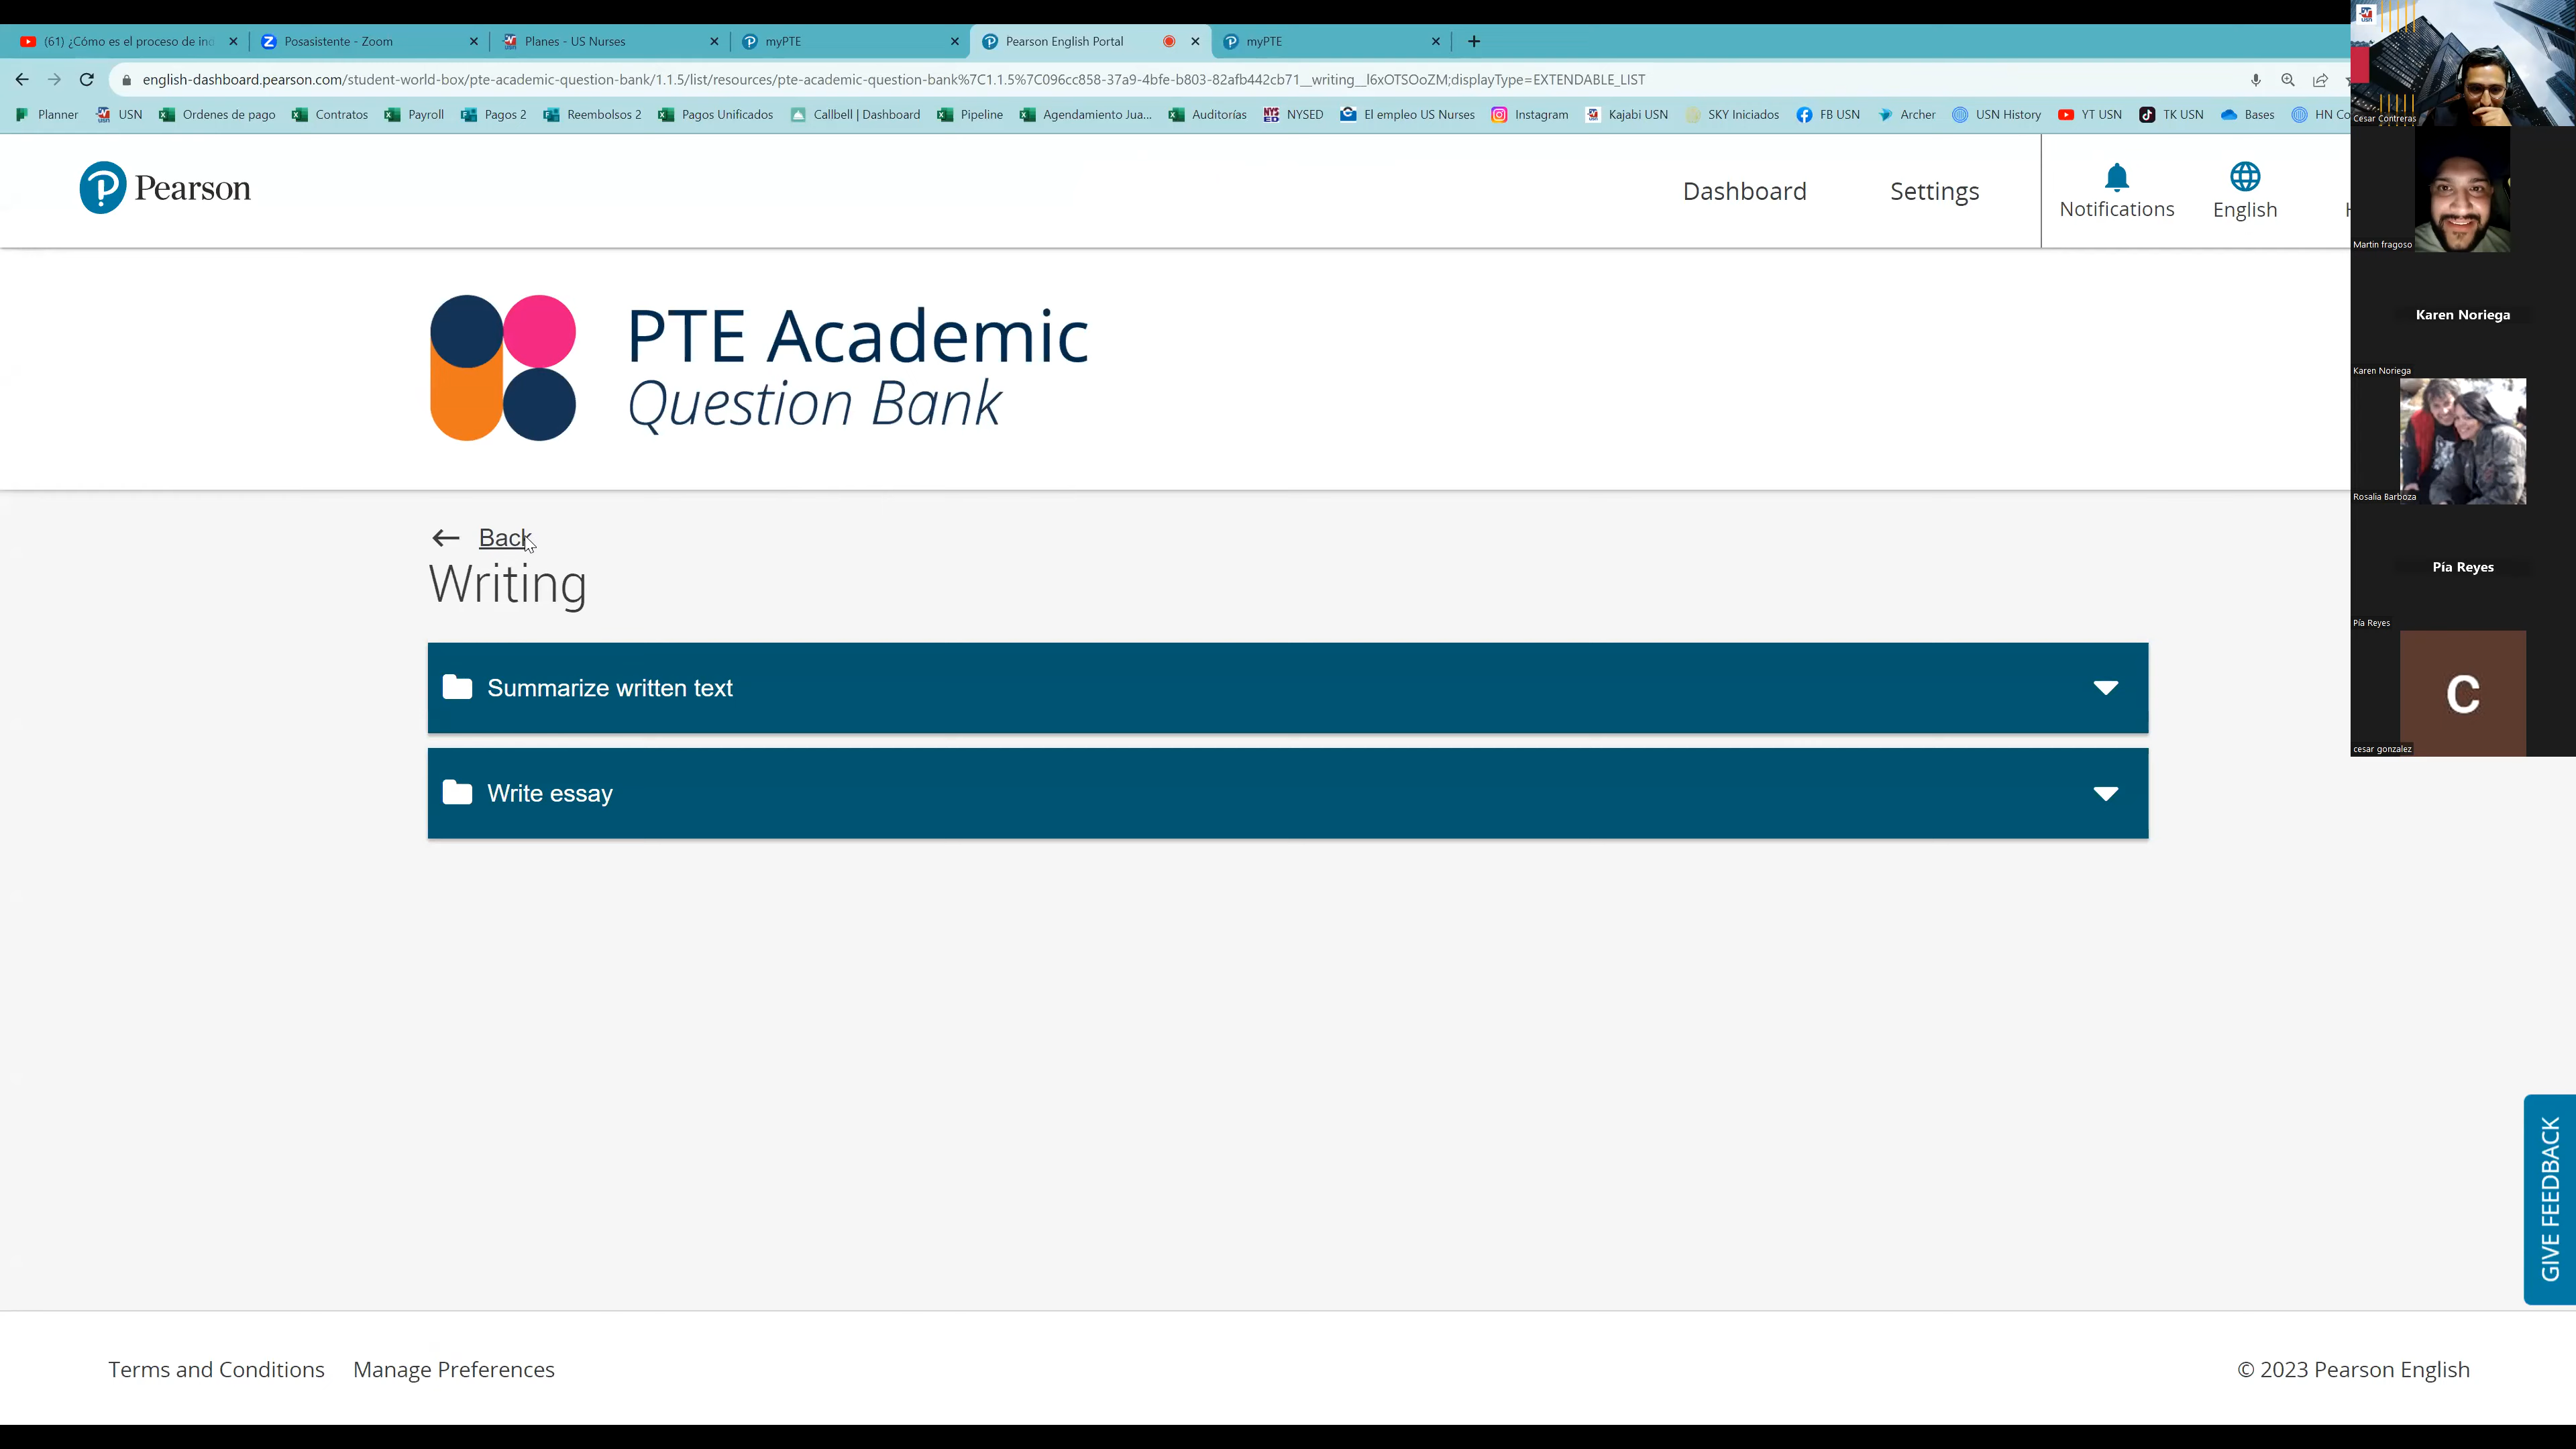 (61) ¿Cómo es el proceso de in
Posasistente - Zoom
Planes - US Nurses
myPTE
Pearson English Portal
myPTE
english-dashboard.pearson.com/student-world-box/pte-academic-question-bank/1.1.5/list/resources/pte-academic-question-bank%7C1.1.5%7C096cc858-37a9-4bfe-b803-82afb442cb71__writing__l6xOTSOoZM;displayType=EXTENDABLE_LIST
Planner USN Ordenes de pago Contratos Payroll Pagos 2 Reembolsos 2 Pagos Unificados Callbell | Dashboard Pipeline Agendamiento Jua... Auditorías NYSED El empleo US Nurses Instagram Kajabi USN SKY Iniciados FB USN Archer USN History YT USN TK USN Bases HN Co
Pearson
Dashboard
Settings
Notifications
English
PTE Academic
Question Bank
Back
Writing
Summarize written text
Write essay
GIVE FEEDBACK
Terms and Conditions
Manage Preferences
© 2023 Pearson English
Cesar Contreras
Martin fragoso
Karen Noriega
Karen Noriega
Rosalia Barboza
Pía Reyes
Pía Reyes
C
cesar gonzalez